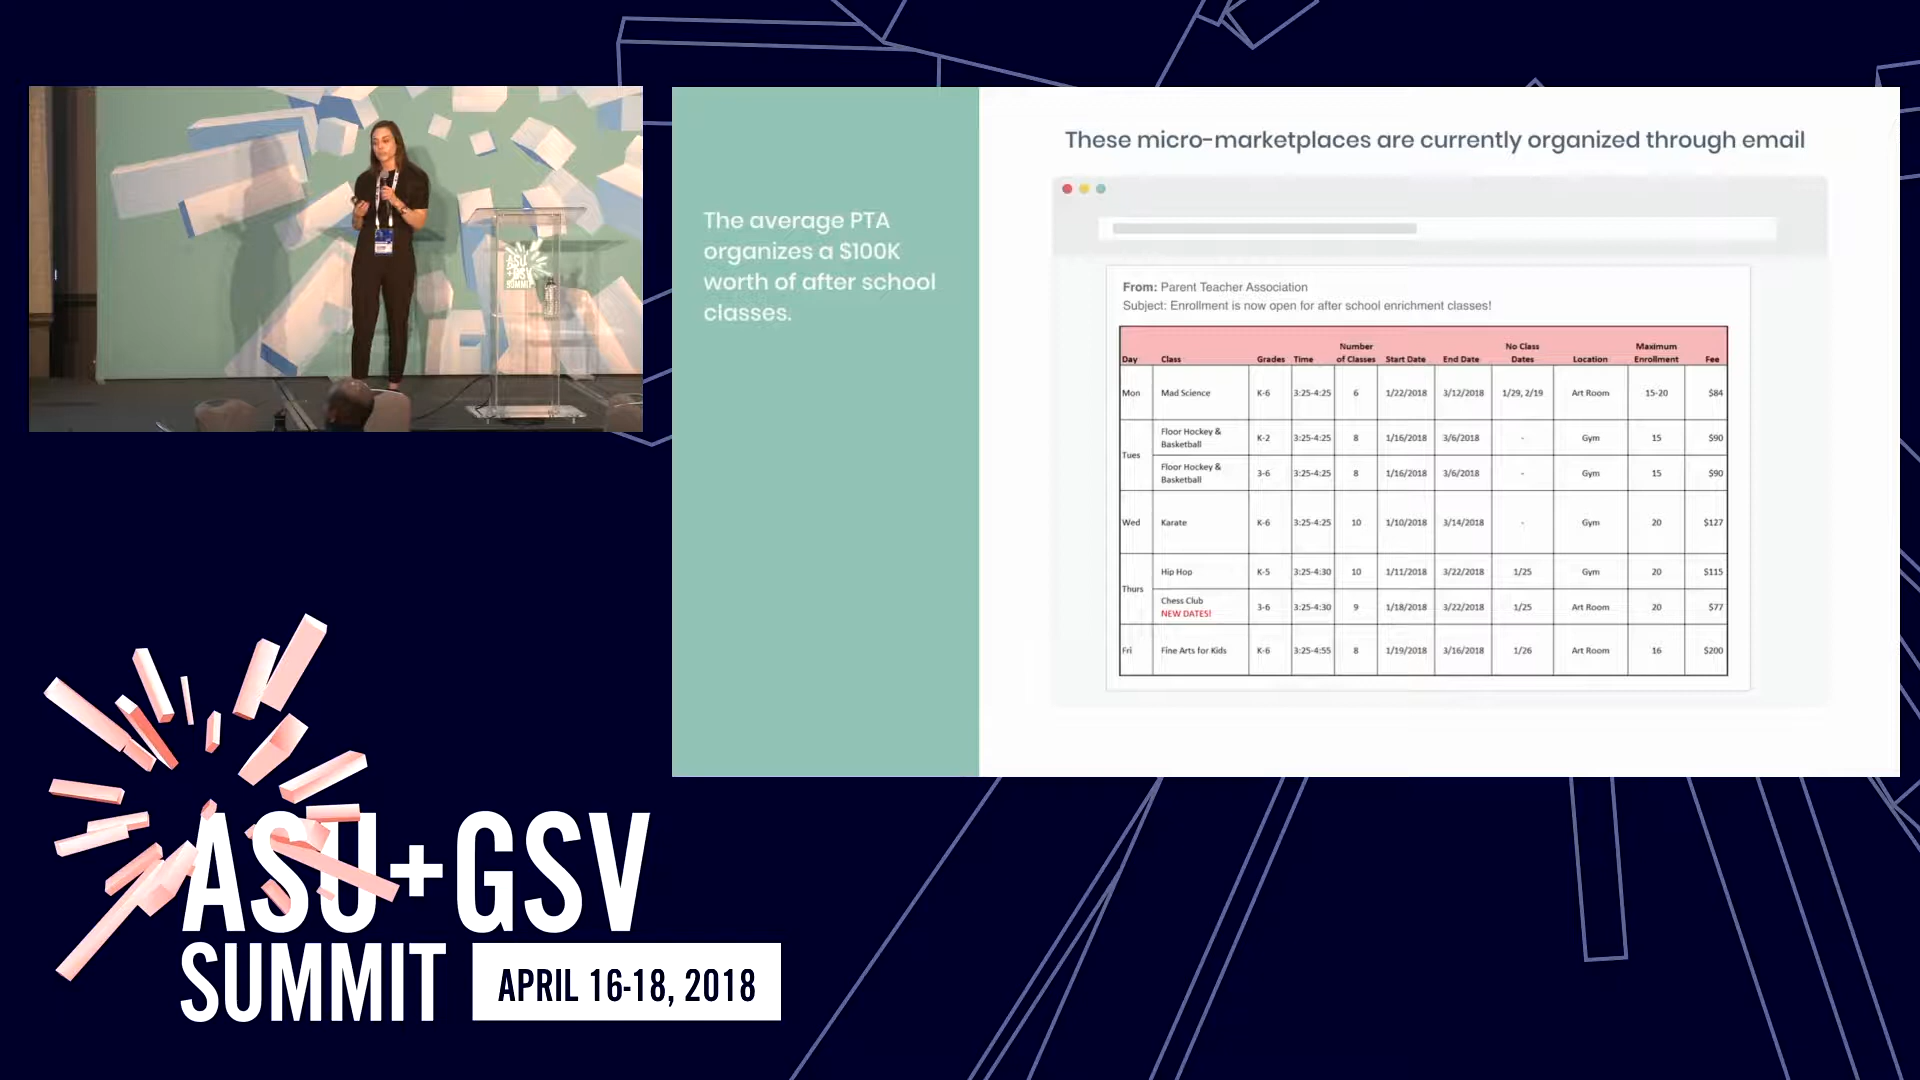 These micro-marketplaces are currently organized through email
The average PTA
organizes a $100K
worth of after school
classes.
From: Parent Teacher Association
Subject: Enrollment is now open for after school enrichment classes!
Day Class Grades Time Number of Classes Start Date End Date No Class Dates Location Maximum Enrollment Fee
Mon Mad Science K-6 3:25-4:25 6 1/22/2018 3/12/2018 1/29, 2/19 Art Room 15-20 $84
Tues Floor Hockey & Basketball K-2 3:25-4:25 8 1/16/2018 3/6/2018 - Gym 15 $90
Floor Hockey & Basketball 3-6 3:25-4:25 8 1/16/2018 3/6/2018 - Gym 15 $90
Wed Karate K-6 3:25-4:25 10 1/10/2018 3/14/2018 - Gym 20 $127
Thurs Hip Hop K-5 3:25-4:30 10 1/11/2018 3/22/2018 1/25 Gym 20 $115
Chess Club NEW DATES! 3-6 3:25-4:30 9 1/18/2018 3/22/2018 1/25 Art Room 20 $77
Fri Fine Arts for Kids K-6 3:25-4:55 8 1/19/2018 3/16/2018 1/26 Art Room 16 $200
ASU
+GSV
SUMMIT
ASU+GSV
SUMMIT APRIL 16-18, 2018